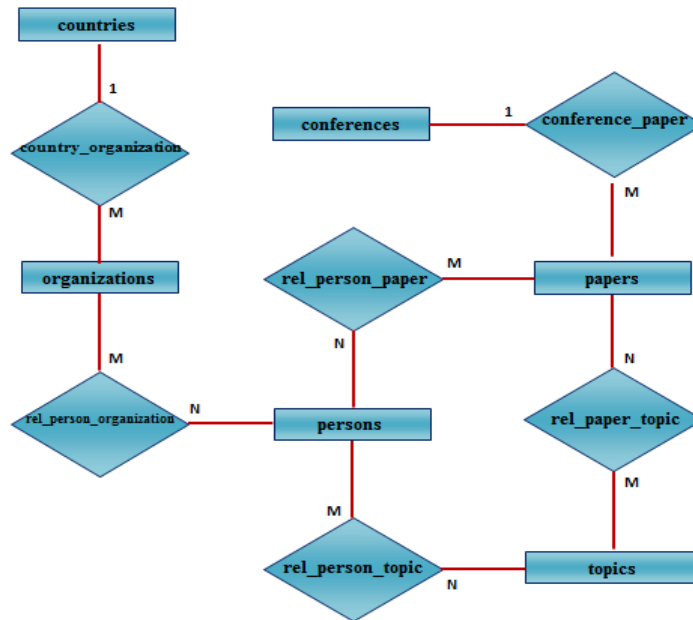 countries
1
country_organization
conferences
1
conference_paper
M
M
organizations
rel_person_paper
M
papers
M
N
N
rel_person_organization
N
persons
rel_paper_topic
M
M
rel_person_topic
N
topics